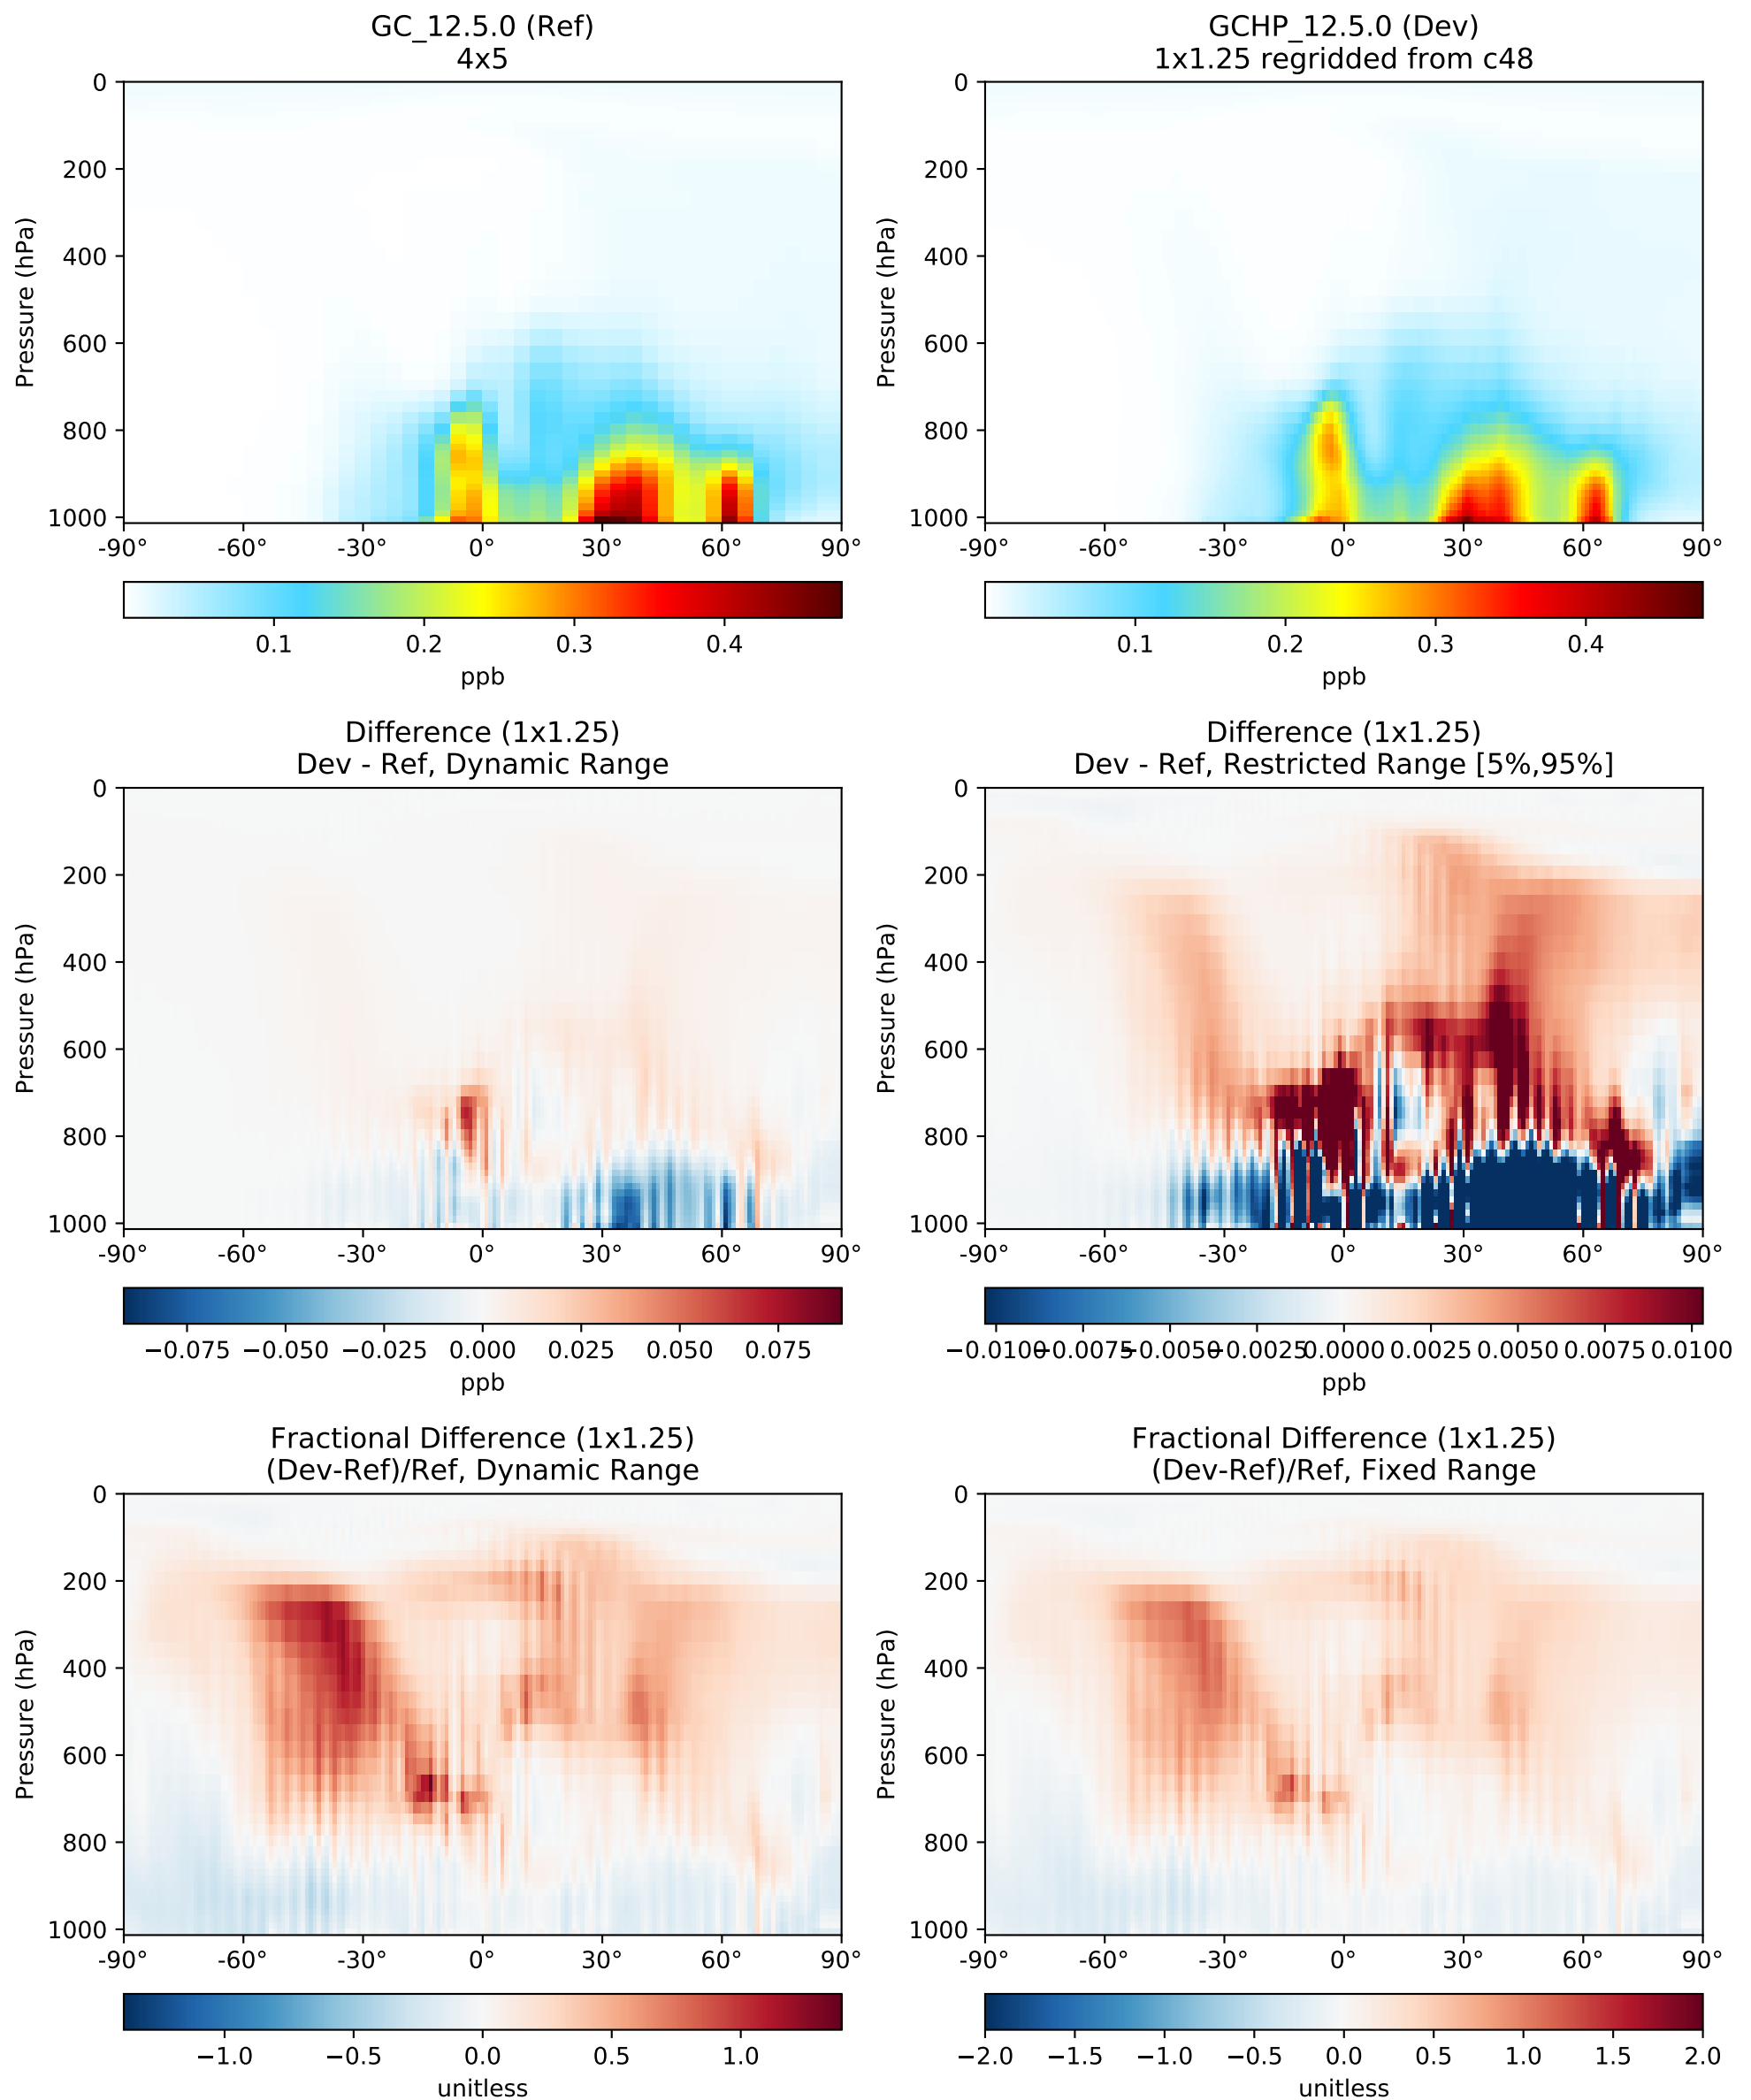 GC_12.5.0 (Ref)
4x5
GCHP_12.5.0 (Dev)
1x1.25 regridded from c48
Pressure (hPa)
0
200
400
600
800
1000
-90° -60° -30° 0° 30° 60° 90°
0.1 0.2 0.3 0.4
ppb
Pressure (hPa)
0
200
400
600
800
1000
-90° -60° -30° 0° 30° 60° 90°
0.1 0.2 0.3 0.4
ppb
Difference (1x1.25)
Dev - Ref, Dynamic Range
Difference (1x1.25)
Dev - Ref, Restricted Range [5%,95%]
Pressure (hPa)
0
200
400
600
800
1000
-90° -60° -30° 0° 30° 60° 90°
−0.075 −0.050 −0.025 0.000 0.025 0.050 0.075
ppb
Pressure (hPa)
0
200
400
600
800
1000
-90° -60° -30° 0° 30° 60° 90°
−0.0100 −0.0075 −0.0050 −0.0025 0.0000 0.0025 0.0050 0.0075 0.0100
ppb
Fractional Difference (1x1.25)
(Dev-Ref)/Ref, Dynamic Range
Fractional Difference (1x1.25)
(Dev-Ref)/Ref, Fixed Range
Pressure (hPa)
0
200
400
600
800
1000
-90° -60° -30° 0° 30° 60° 90°
−1.0 −0.5 0.0 0.5 1.0
unitless
Pressure (hPa)
0
200
400
600
800
1000
-90° -60° -30° 0° 30° 60° 90°
−2.0 −1.5 −1.0 −0.5 0.0 0.5 1.0 1.5 2.0
unitless